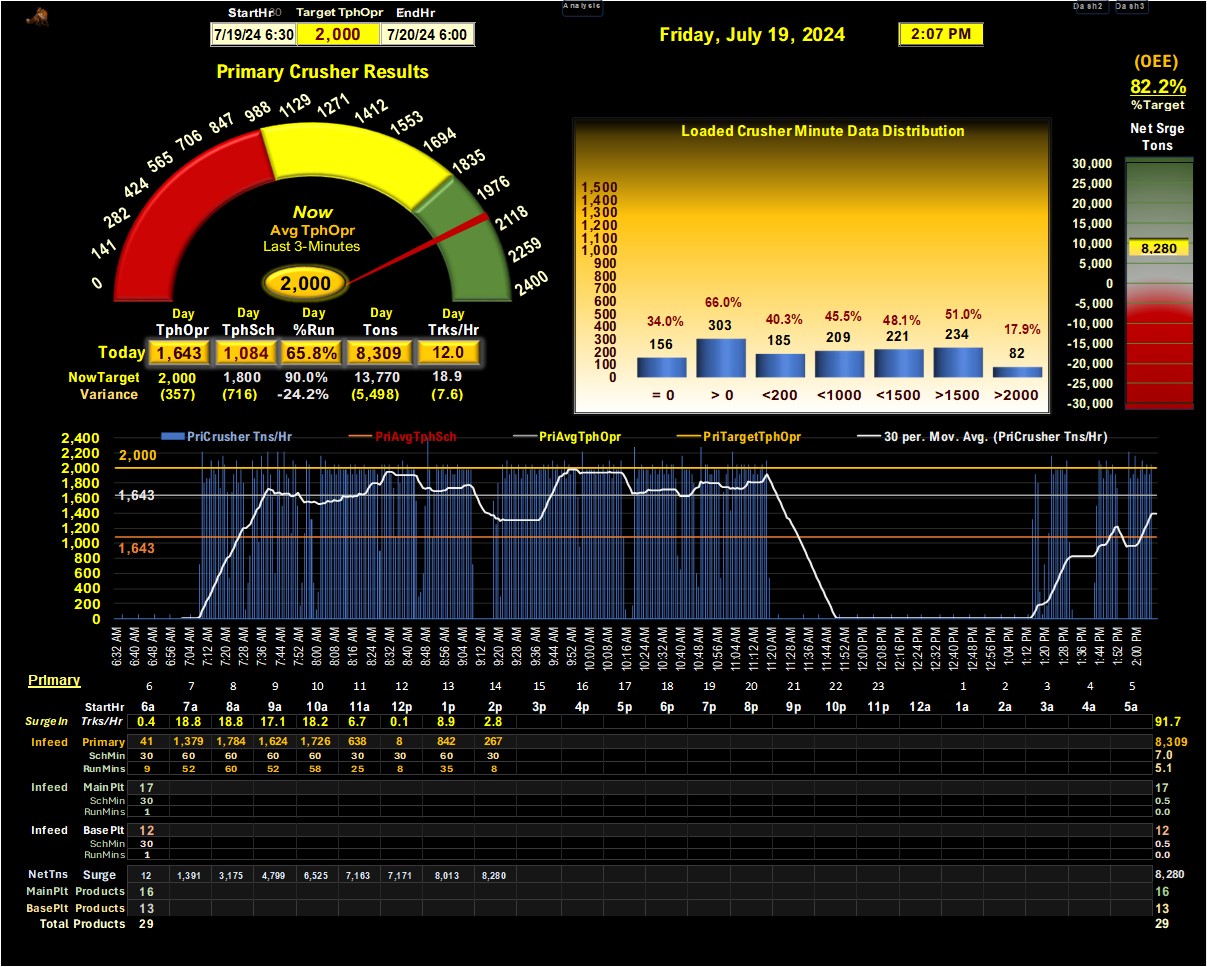 StartHr30 Target TphOpr EndHr
7/19/24 6:30 2,000 7/20/24 6:00
Analysis
Dash2 Dash3
Friday, July 19, 2024
2:07 PM
Primary Crusher Results
0 141 282 424 565 706 847 988 1129 1271 1412 1553 1694 1835 1976 2118 2259 2400
Now
Avg TphOpr
Last 3-Minutes
2,000
Day Day Day Day Day
TphOpr TphSch %Run Tons Trks/Hr
Today 1,643 1,084 65.8% 8,309 12.0
NowTarget 2,000 1,800 90.0% 13,770 18.9
Variance (357) (716) -24.2% (5,498) (7.6)
Loaded Crusher Minute Data Distribution
1,500
1,400
1,300
1,200
1,100
1,000
900
800
700
600
500
400
300
200
100
0
34.0% 66.0% 40.3% 45.5% 48.1% 51.0% 17.9%
156 303 185 209 221 234 82
= 0 > 0 <200 <1000 <1500 >1500 >2000
(OEE)
82.2%
%Target
Net Srge
Tons
30,000
25,000
20,000
15,000
10,000
5,000
0
-5,000
-10,000
-15,000
-20,000
-25,000
-30,000
8,280
PriCrusher Tns/Hr PriAvgTphSch PriAvgTphOpr PriTargetTphOpr 30 per. Mov. Avg. (PriCrusher Tns/Hr)
2,400
2,200
2,000
1,800
1,600
1,400
1,200
1,000
800
600
400
200
0
2,000
1,643
1,643
6:32 AM 6:40 AM 6:48 AM 6:56 AM 7:04 AM 7:12 AM 7:20 AM 7:28 AM 7:36 AM 7:44 AM 7:52 AM 8:00 AM 8:08 AM 8:16 AM 8:24 AM 8:32 AM 8:40 AM 8:48 AM 8:56 AM 9:04 AM 9:12 AM 9:20 AM 9:28 AM 9:36 AM 9:44 AM 9:52 AM 10:00 AM 10:08 AM 10:16 AM 10:24 AM 10:32 AM 10:40 AM 10:48 AM 10:56 AM 11:04 AM 11:12 AM 11:20 AM 11:28 AM 11:36 AM 11:44 AM 11:52 AM 12:00 PM 12:08 PM 12:16 PM 12:24 PM 12:32 PM 12:40 PM 12:48 PM 12:56 PM 1:04 PM 1:12 PM 1:20 PM 1:28 PM 1:36 PM 1:44 PM 1:52 PM 2:00 PM
Primary
6 7 8 9 10 11 12 13 14 15 16 17 18 19 20 21 22 23 1 2 3 4 5
StartHr 6a 7a 8a 9a 10a 11a 12p 1p 2p 3p 4p 5p 6p 7p 8p 9p 10p 11p 12a 1a 2a 3a 4a 5a
SurgeIn Trks/Hr 0.4 18.8 18.8 17.1 18.2 6.7 0.1 8.9 2.8 91.7
Infeed Primary 41 1,379 1,784 1,624 1,726 638 8 842 267 8,309
SchMin 30 60 60 60 60 30 30 60 30 7.0
RunMins 9 52 60 52 58 25 8 35 8 5.1
Infeed Main Plt 17 17
SchMin 30 0.5
RunMins 1 0.0
Infeed Base Plt 12 12
SchMin 30 0.5
RunMins 1 0.0
NetTns Surge 12 1,391 3,175 4,799 6,525 7,163 7,171 8,013 8,280 8,280
MainPlt Products 16 16
BasePlt Products 13 13
Total Products 29 29